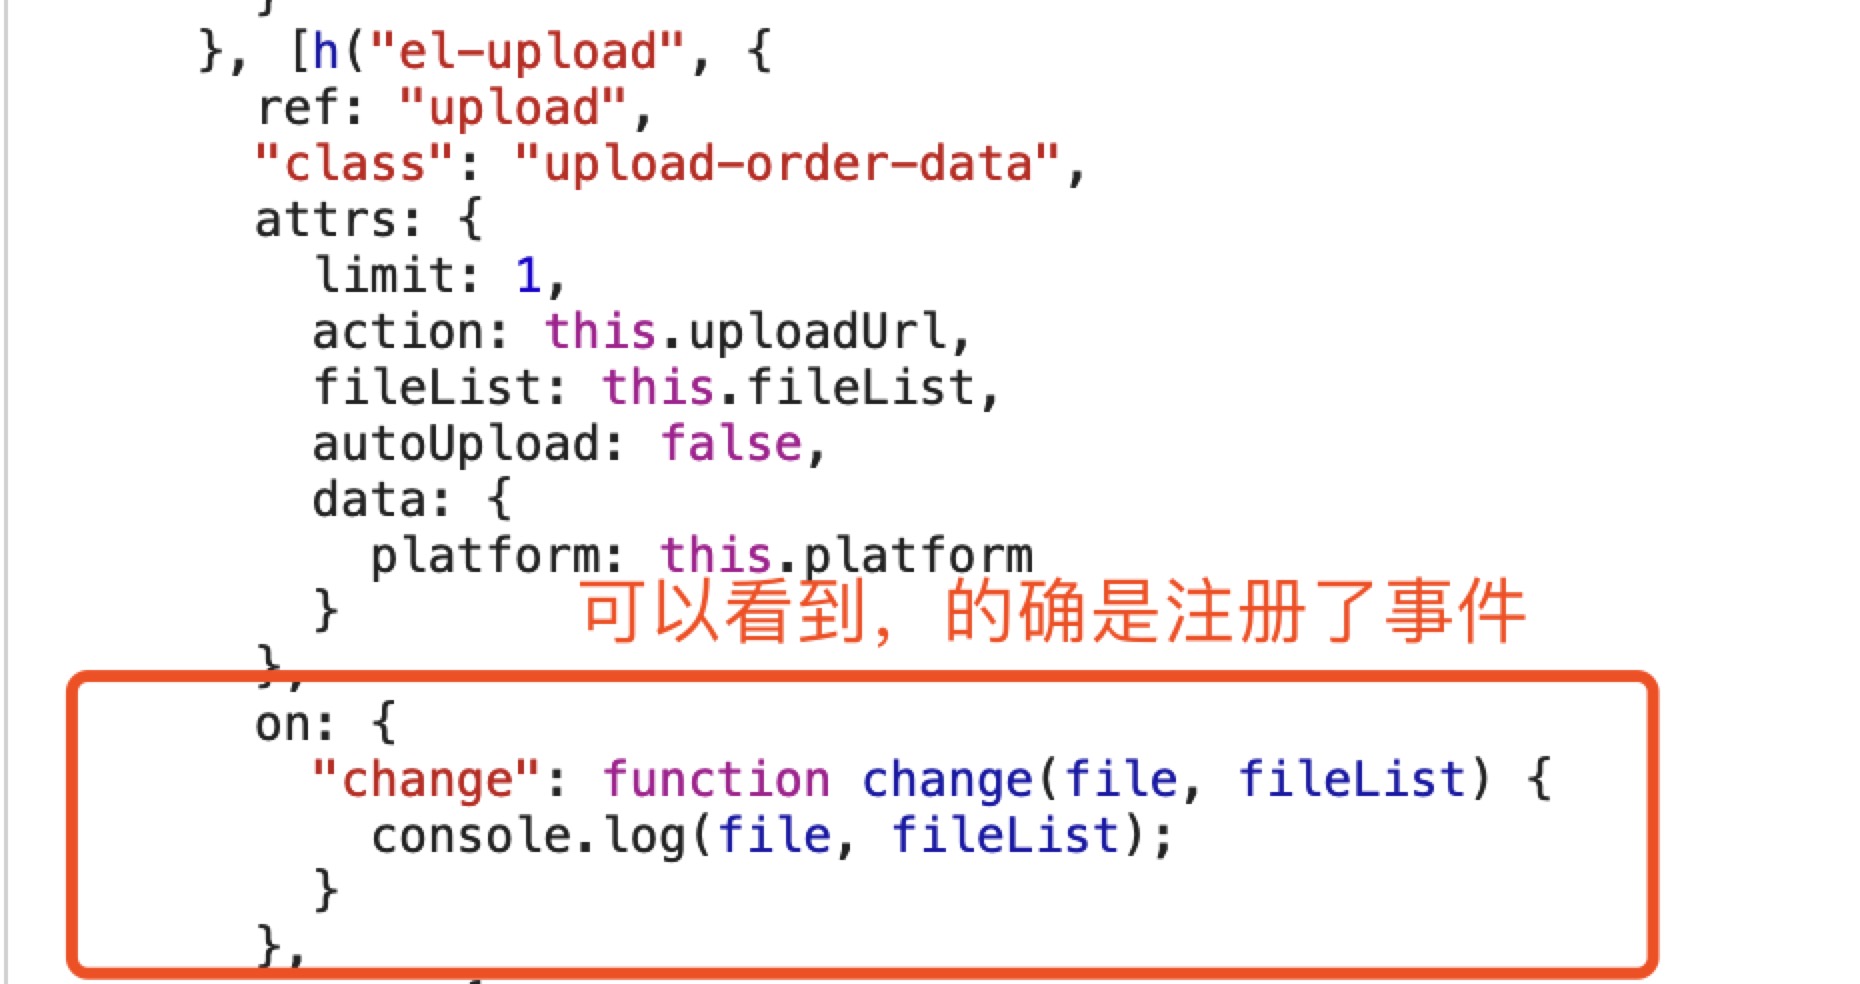 }
}, [h("el-upload", {
ref: "upload",
"class": "upload-order-data",
attrs: {
limit: 1,
action: this.uploadUrl,
fileList: this.fileList,
autoUpload: false,
data: {
platform: this.platform
}
可以看到，的确是注册了事件
},
on: {
"change": function change(file, fileList) {
console.log(file, fileList);
}
},